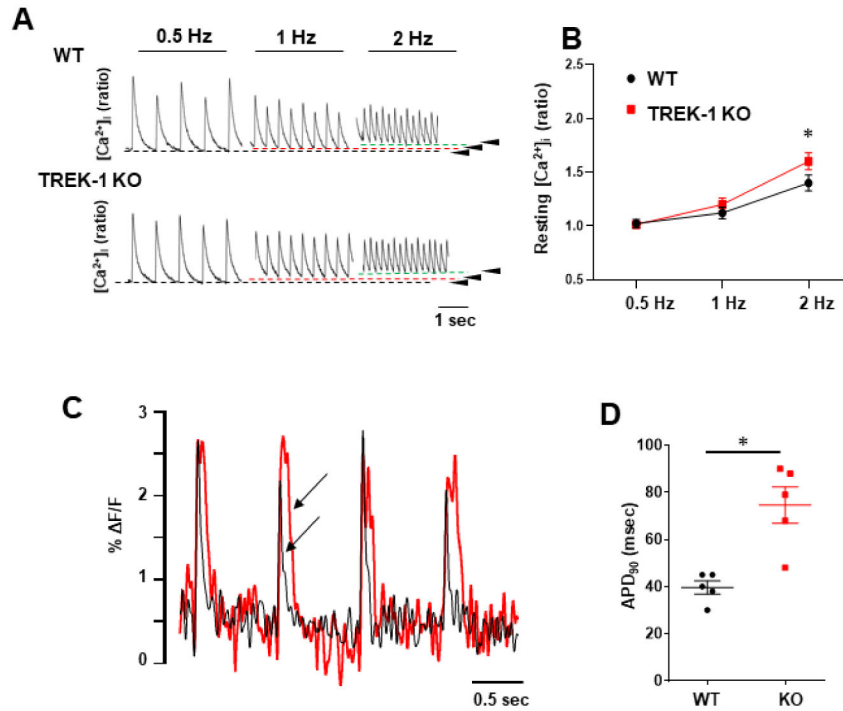 A
0.5 Hz 1 Hz 2 Hz
WT
[Ca²⁺]ᵢ (ratio)
TREK-1 KO
[Ca²⁺]ᵢ (ratio)
1 sec
B
2.5
2.0
1.5
1.0
0.5
Resting [Ca²⁺]ᵢ (ratio)
WT
TREK-1 KO
*
0.5 Hz 1 Hz 2 Hz
C
3
2
1
0
% ΔF/F
0.5 sec
D
100
80
60
40
20
0
APD₉₀ (msec)
*
WT KO